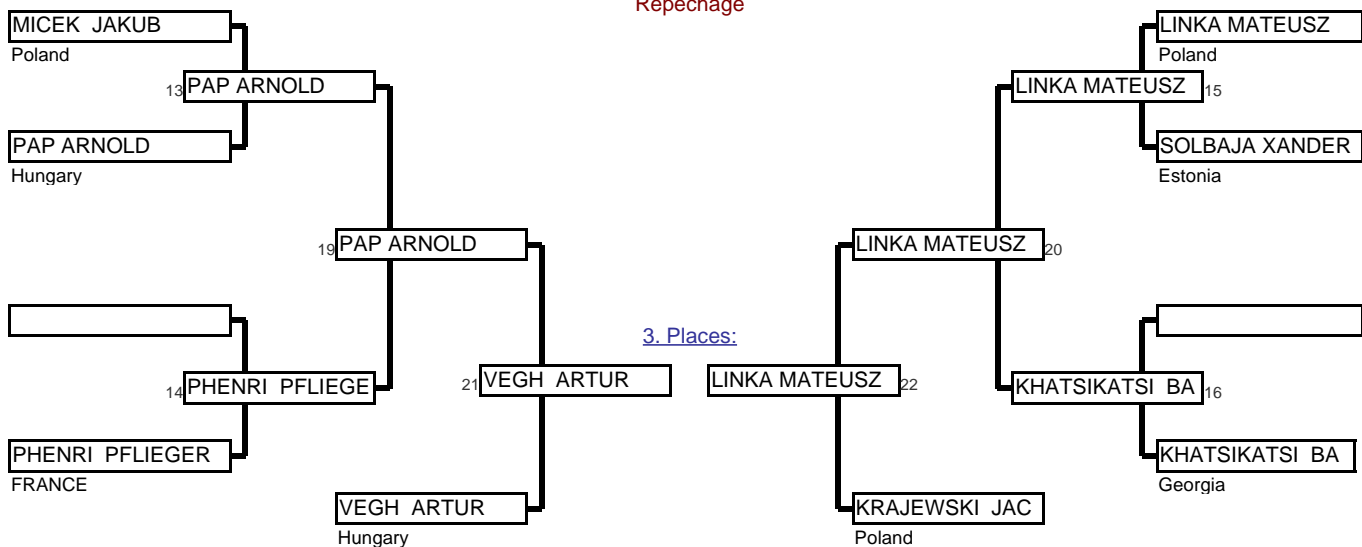 Repechage
MICEK JAKUB
Poland
13 PAP ARNOLD
PAP ARNOLD
Hungary
19 PAP ARNOLD
14 PHENRI PFLIEGE
PHENRI PFLIEGER
FRANCE
21 VEGH ARTUR
VEGH ARTUR
Hungary
3. Places:
LINKA MATEUSZ
Poland
LINKA MATEUSZ 15
SOLBAJA XANDER
Estonia
LINKA MATEUSZ 20
LINKA MATEUSZ 22
KHATSIKATSI BA 16
KHATSIKATSI BA
Georgia
KRAJEWSKI JAC
Poland